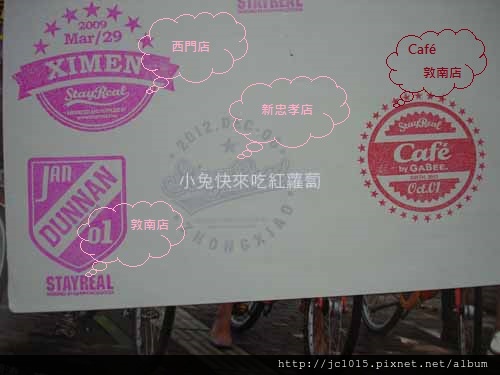 STAYREAL
2009
Mar/29
XIMEN
StayReal
西門店
Café
敦南店
新忠孝店
2012.DEC.08
ZHONGXIAO
小兔快來吃紅蘿蔔
StayReal
Café
by GABEE.
Oct.01
JAN
DUNNAN
01
STAYREAL
敦南店
http://jc1015.pixnet.net/album